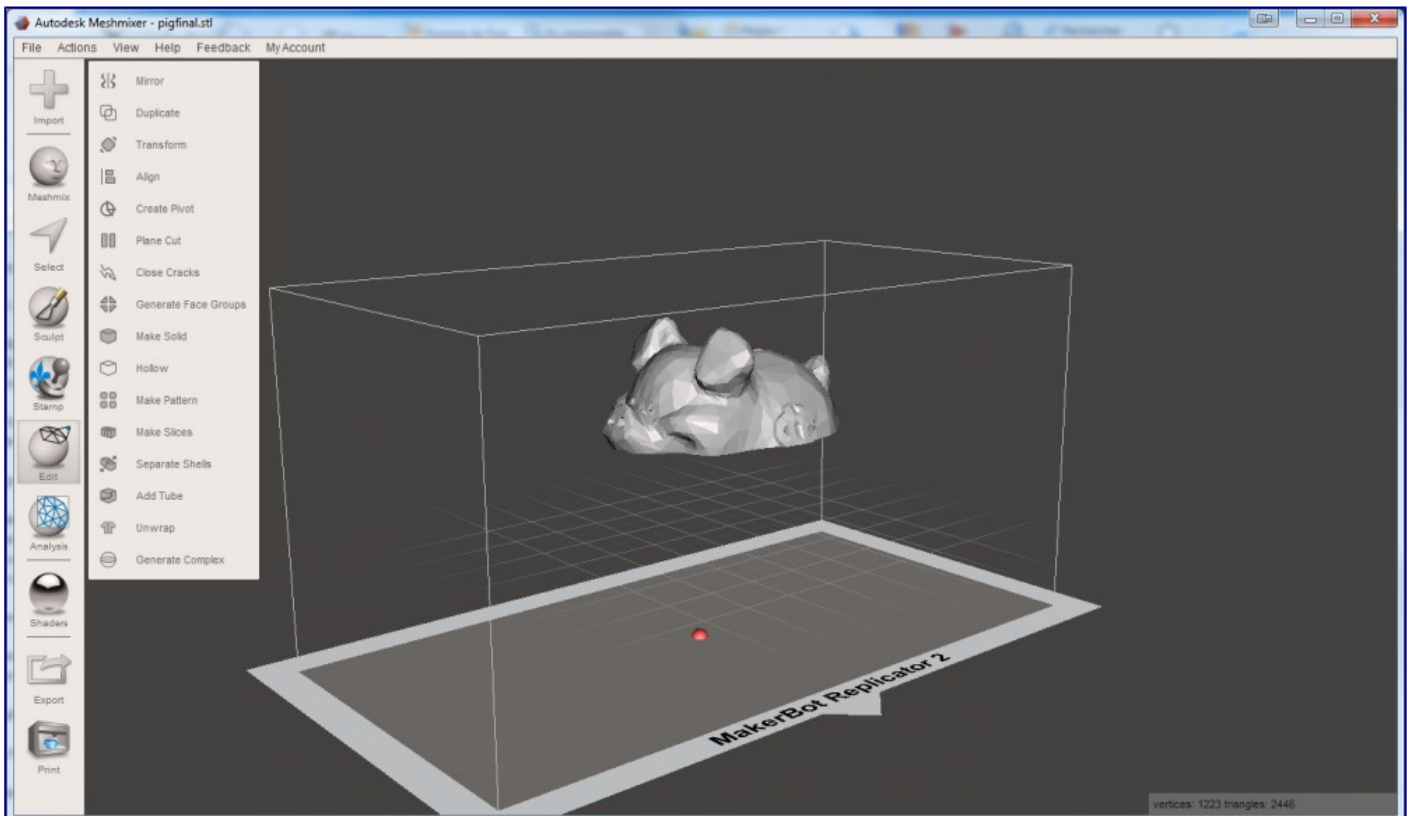 Autodesk Meshmixer - pigfinal.stl
File Actions View Help Feedback My Account
Import
Meshmix
Select
Sculpt
Stamp
Edit
Analysis
Shaders
Export
Print
Mirror
Duplicate
Transform
Align
Create Pivot
Plane Cut
Close Cracks
Generate Face Groups
Make Solid
Hollow
Make Pattern
Make Slices
Separate Shells
Add Tube
Unwrap
Generate Complex
MakerBot Replicator 2
vertices: 1223 triangles: 2446